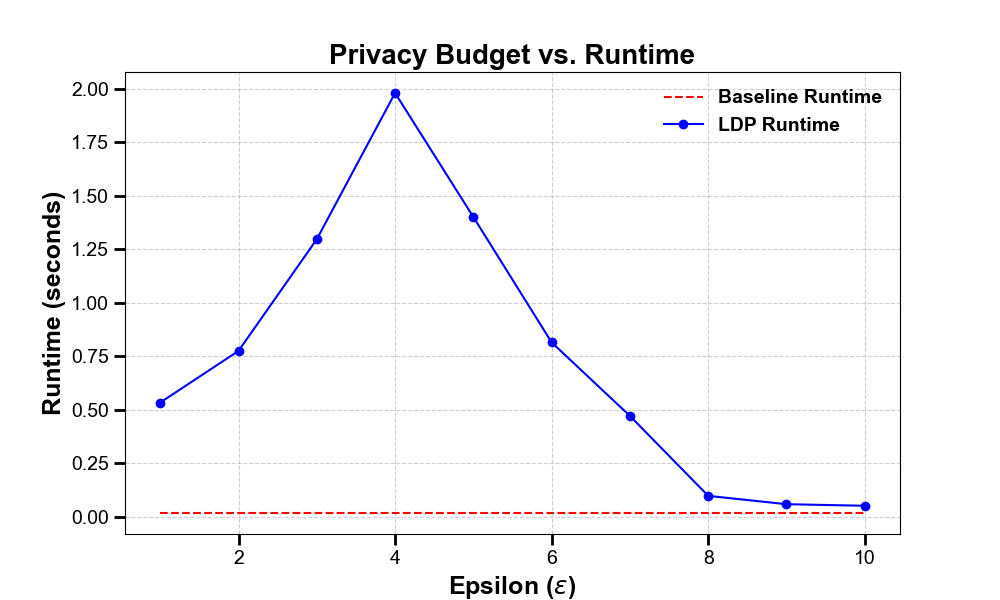 Privacy Budget vs. Runtime
Baseline Runtime
LDP Runtime
Runtime (seconds)
2.00
1.75
1.50
1.25
1.00
0.75
0.50
0.25
0.00
2 4 6 8 10
Epsilon (ε)